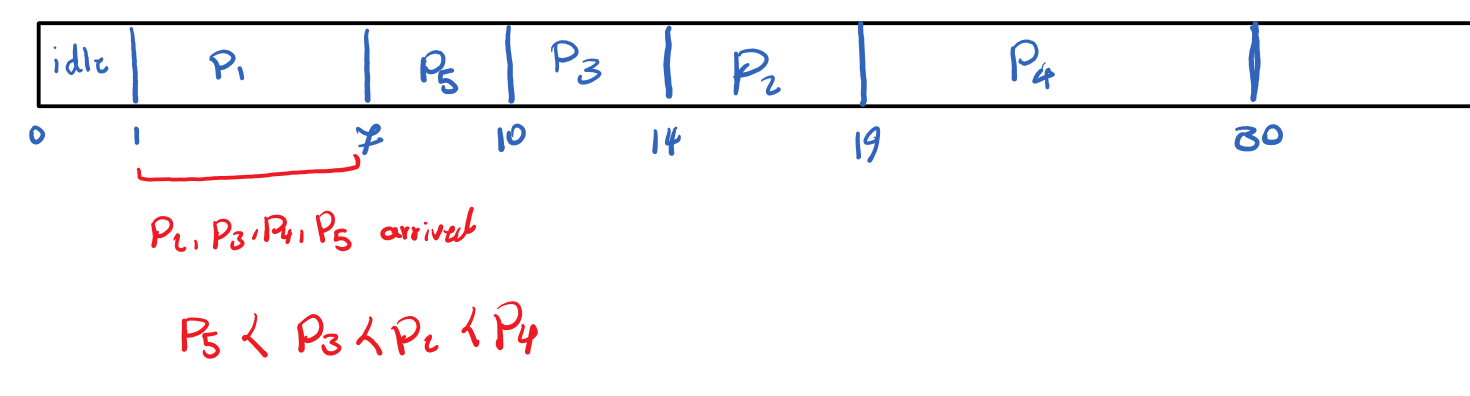 idle P₁ P₅ P₃ P₂ P₄
0 1 7 10 14 19 30
P₂, P₃, P₄, P₅ arrived
P₅ < P₃ < P₂ < P₄